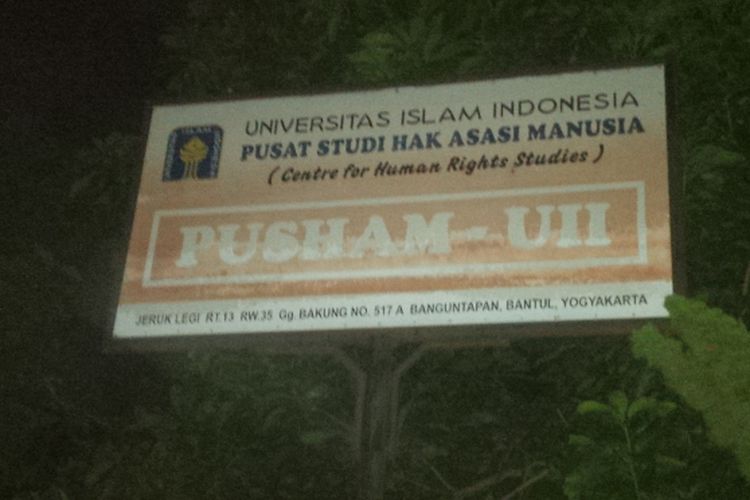 UNIVERSITAS ISLAM INDONESIA
PUSAT STUDI HAK ASASI MANUSIA
( Centre for Human Rights Studies )
PUSHAM - UII
JERUK LEGI RT.13 RW.35 Gg. BAKUNG NO. 517 A BANGUNTAPAN, BANTUL, YOGYAKARTA
ISLAM